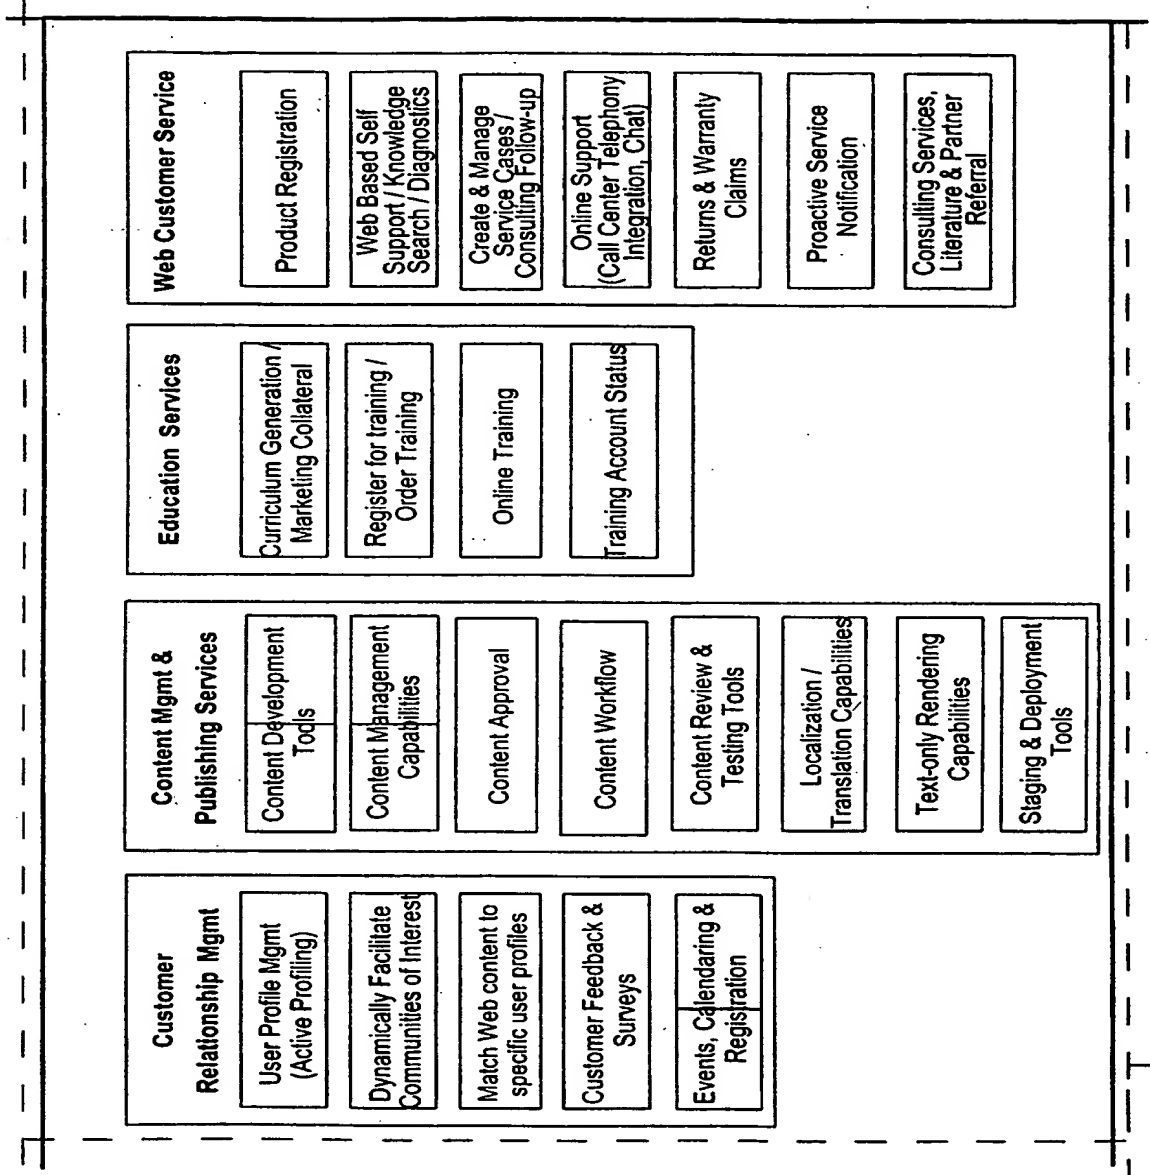 Customer
Relationship Mgmt
User Profile Mgmt
(Active Profiling)
Dynamically Facilitate
Communities of Interest
Match Web content to
specific user profiles
Customer Feedback &
Surveys
Events, Calendaring &
Registration
Content Mgmt &
Publishing Services
Content Development
Tools
Content Management
Capabilities
Content Approval
Content Workflow
Content Review &
Testing Tools
Localization /
Translation Capabilities
Text-only Rendering
Capabilities
Staging & Deployment
Tools
Education Services
Curriculum Generation /
Marketing Collateral
Register for training /
Order Training
Online Training
Training Account Status
Web Customer Service
Product Registration
Web Based Self
Support / Knowledge
Search / Diagnostics
Create & Manage
Service Cases /
Consulting Follow-up
Online Support
(Call Center Telephony
Integration, Chat)
Returns & Warranty
Claims
Proactive Service
Notification
Consulting Services,
Literature & Partner
Referral